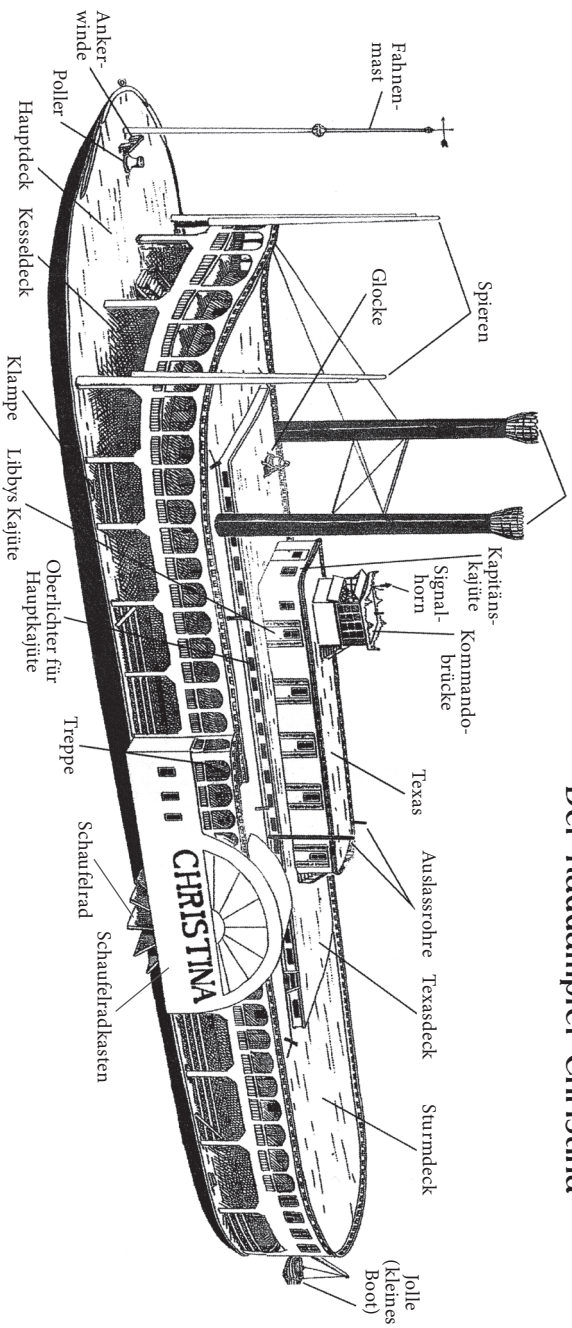 Der Raddampfer Christina
Fahnen-
mast
Spieren
Glocke
Kapitäns-
kajüte
Signal-
horn
Kommando-
brücke
Texas
Auslassrohre
Texasdeck
Sturmdeck
Jolle
(kleines
Boot)
CHRISTINA
Anker-
winde
Poller
Hauptdeck
Kesseldeck
Klampe
Libbys Kajüte
Oberlichter für
Hauptkajüte
Treppe
Schaufelrad
Schaufelradkasten